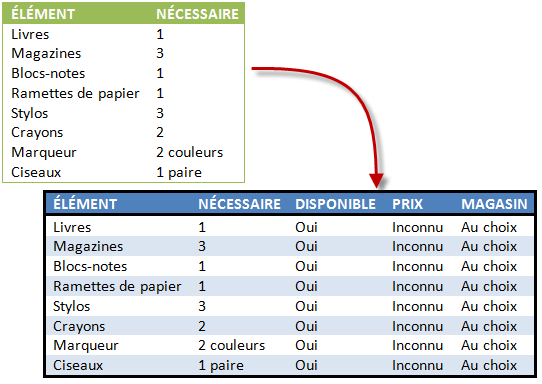 ÉLÉMENT NÉCESSAIRE
Livres 1
Magazines 3
Blocs-notes 1
Ramettes de papier 1
Stylos 3
Crayons 2
Marqueur 2 couleurs
Ciseaux 1 paire
ÉLÉMENT NÉCESSAIRE DISPONIBLE PRIX MAGASIN
Livres 1 Oui Inconnu Au choix
Magazines 3 Oui Inconnu Au choix
Blocs-notes 1 Oui Inconnu Au choix
Ramettes de papier 1 Oui Inconnu Au choix
Stylos 3 Oui Inconnu Au choix
Crayons 2 Oui Inconnu Au choix
Marqueur 2 couleurs Oui Inconnu Au choix
Ciseaux 1 paire Oui Inconnu Au choix